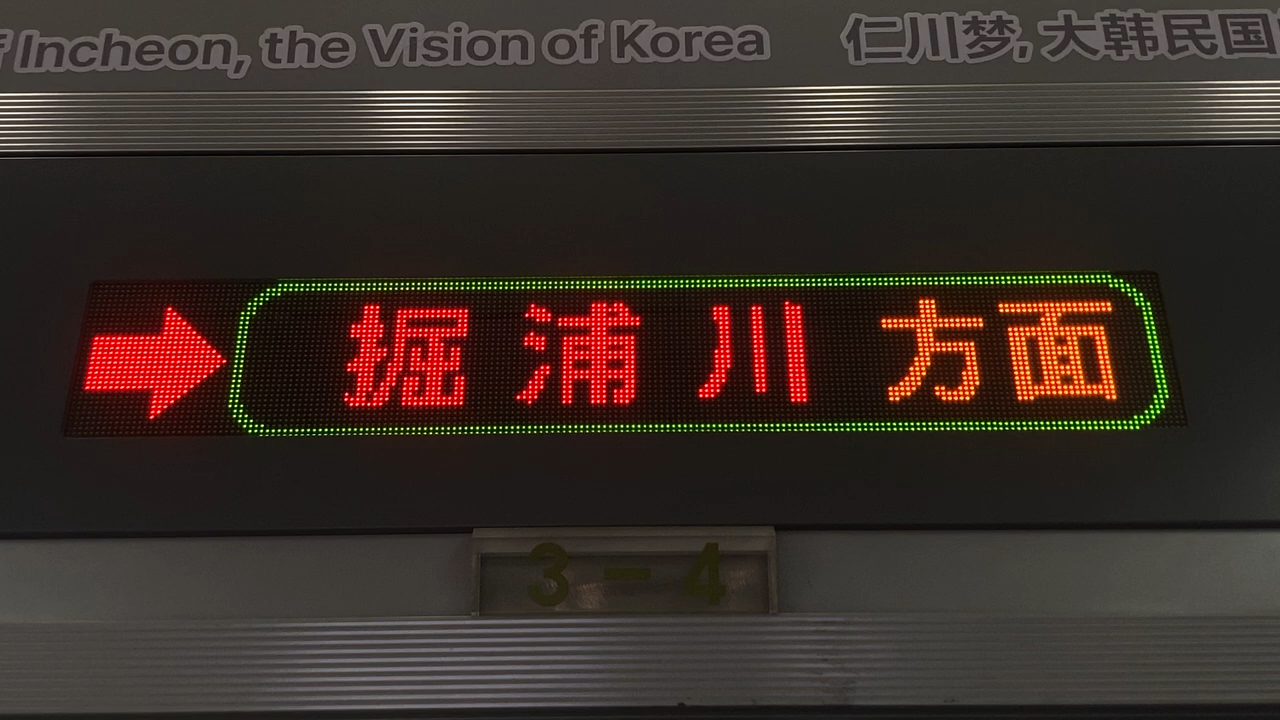 Incheon, the Vision of Korea 仁川梦, 大韩民国
掘浦川 方面
3-4